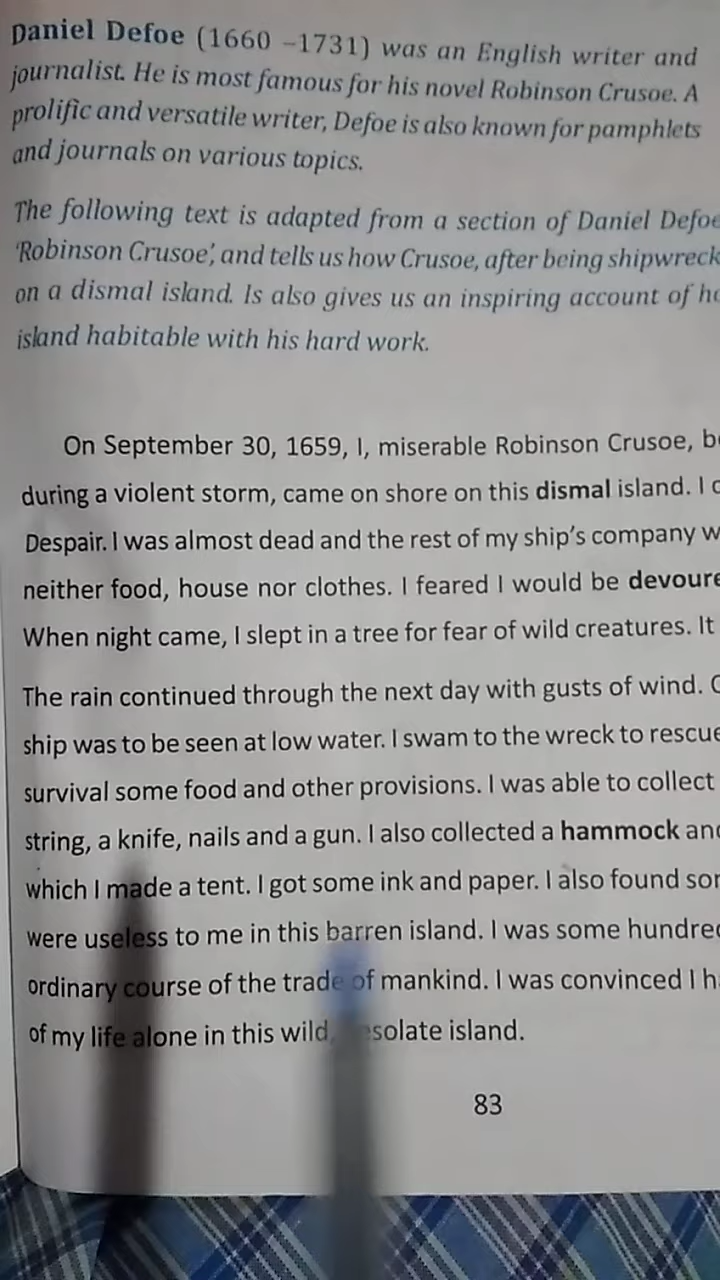 Daniel Defoe (1660 –1731) was an English writer and
journalist. He is most famous for his novel Robinson Crusoe. A
prolific and versatile writer, Defoe is also known for pamphlets
and journals on various topics.
The following text is adapted from a section of Daniel Defoe
'Robinson Crusoe', and tells us how Crusoe, after being shipwreck
on a dismal island. Is also gives us an inspiring account of
island habitable with his hard work.
On September 30, 1659, I, miserable Robinson Crusoe,
during a violent storm, came on shore on this dismal island. I
Despair. I was almost dead and the rest of my ship's company
neither food, house nor clothes. I feared I would be devoure
When night came, I slept in a tree for fear of wild creatures. It
The rain continued through the next day with gusts of wind.
ship was to be seen at low water. I swam to the wreck to rescue
survival some food and other provisions. I was able to collect
string, a knife, nails and a gun. I also collected a hammock
which I made a tent. I got some ink and paper. I also found
were useless to me in this barren island. I was some hundred
ordinary course of the trade of mankind. I was convinced I
of my life alone in this wild, esolate island.
83